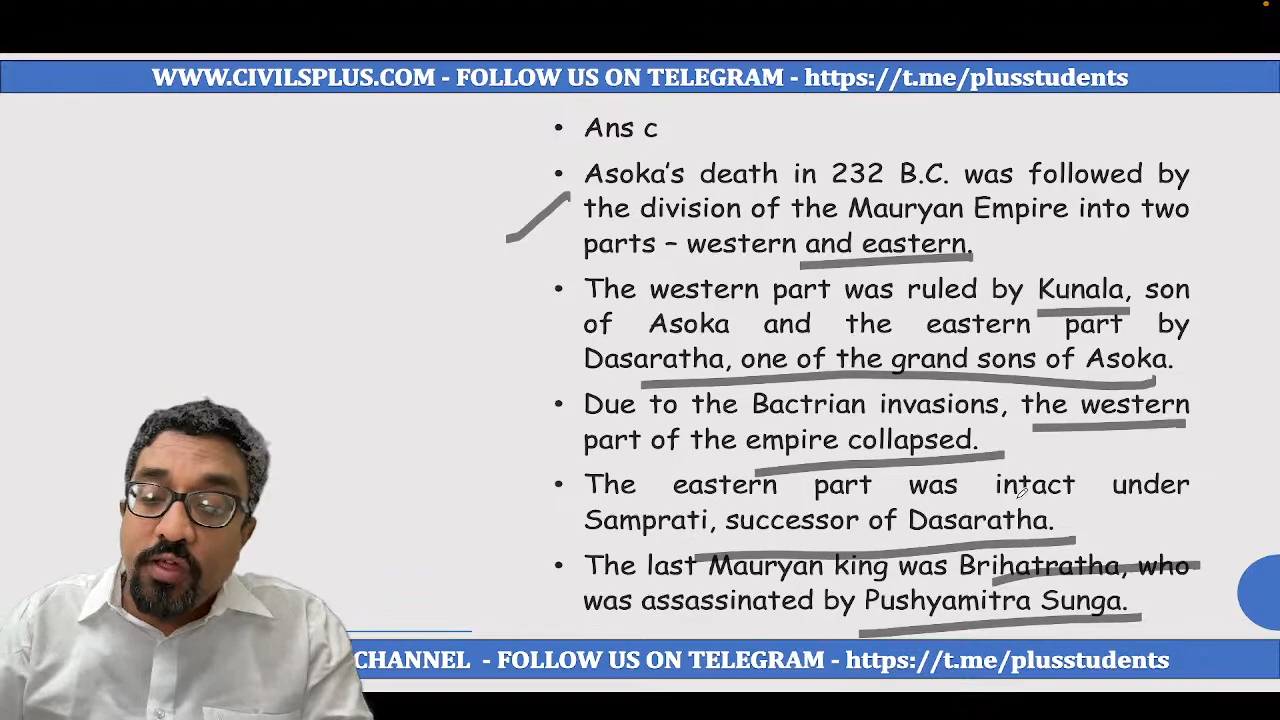 WWW.CIVILSPLUS.COM - FOLLOW US ON TELEGRAM - https://t.me/plusstudents
• Ans c
• Asoka's death in 232 B.C. was followed by
the division of the Mauryan Empire into two
parts – western and eastern.
• The western part was ruled by Kunala, son
of Asoka and the eastern part by
Dasaratha, one of the grand sons of Asoka.
• Due to the Bactrian invasions, the western
part of the empire collapsed.
• The eastern part was intact under
Samprati, successor of Dasaratha.
• The last Mauryan king was Brihatratha, who
was assassinated by Pushyamitra Sunga.
CHANNEL - FOLLOW US ON TELEGRAM - https://t.me/plusstudents